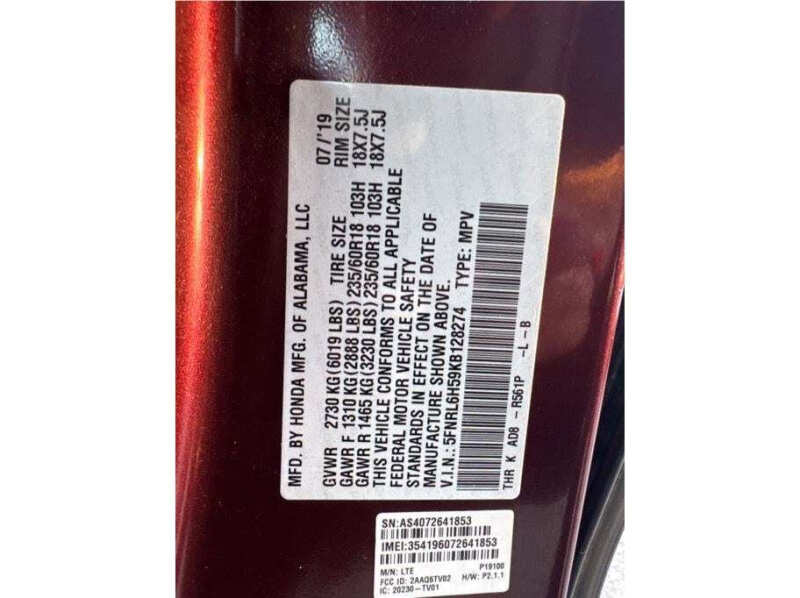 MFD. BY HONDA MFG. OF ALABAMA, LLC 07/'19
GVWR 2730 KG(6019 LBS) TIRE SIZE RIM SIZE
GAWR F 1310 KG(2888 LBS)235/60R18 103H 18X7.5J
GAWR R 1465 KG(3230 LBS)235/60R18 103H 18X7.5J
THIS VEHICLE CONFORMS TO ALL APPLICABLE
FEDERAL MOTOR VEHICLE SAFETY
STANDARDS IN EFFECT ON THE DATE OF
MANUFACTURE SHOWN ABOVE.
V.I.N.:5FNRL6H59KB128274 TYPE: MPV
THR K AD8 -R561P -L-B
SN:AS4072641853
IMEI:354196072641853
M/N: LTE P19100
FCC ID: 2AAQ6TV02 H/W: P2.1.1
IC: 20230-TV01